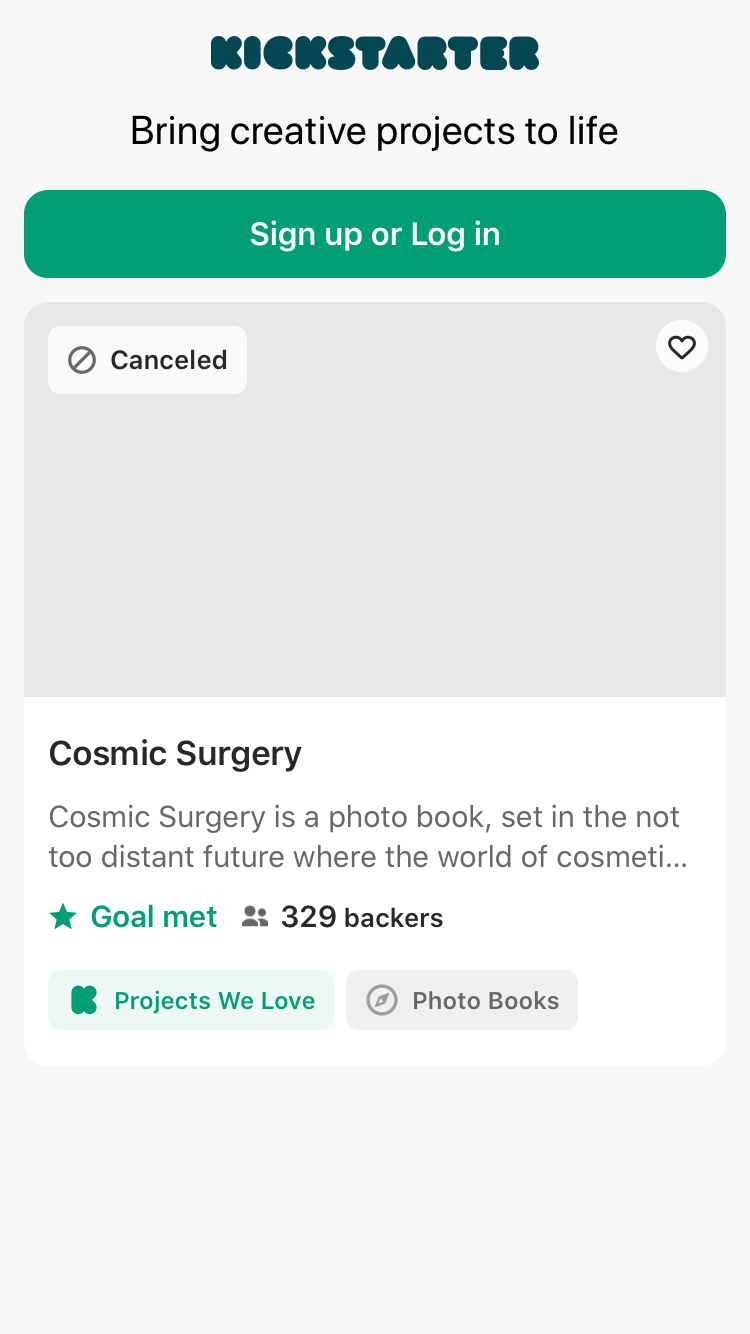 KICKSTARTER
Bring creative projects to life
Sign up or Log in
Canceled
Cosmic Surgery
Cosmic Surgery is a photo book, set in the not
too distant future where the world of cosmeti...
Goal met 329 backers
Projects We Love Photo Books